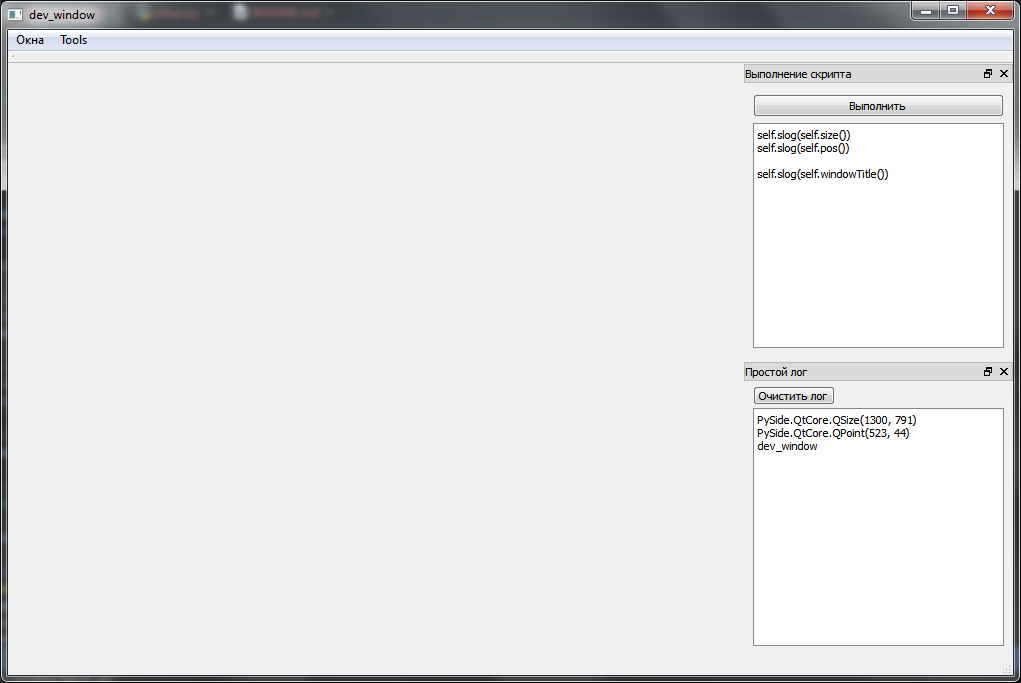 dev_window
Окна Tools
Выполнение скрипта
Выполнить
self.slog(self.size())
self.slog(self.pos())
self.slog(self.windowTitle())
Простой лог
Очистить лог
PySide.QtCore.QSize(1300, 791)
PySide.QtCore.QPoint(523, 44)
dev_window